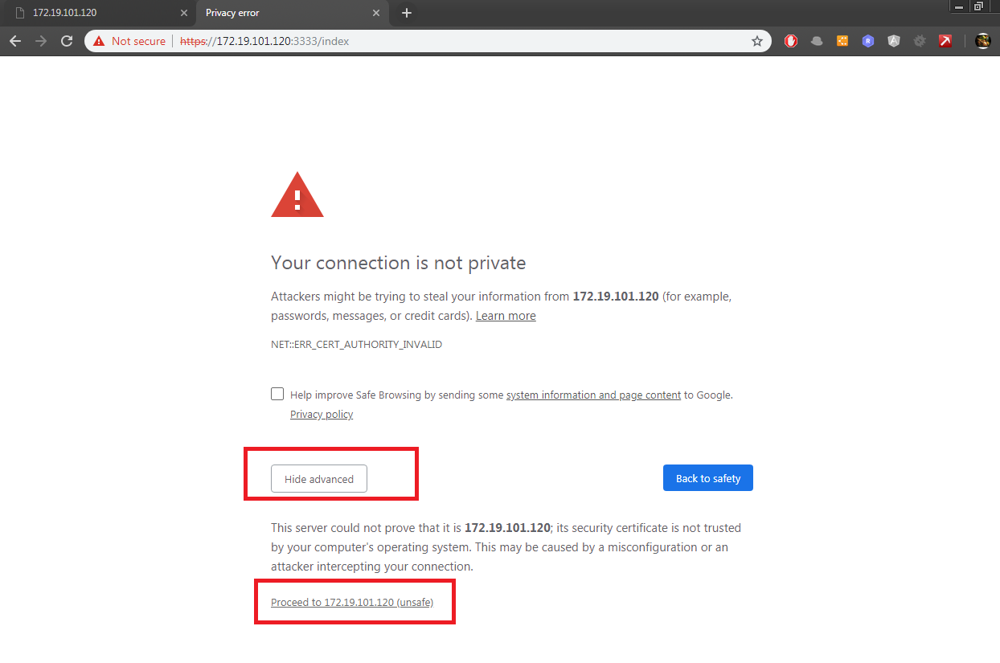 172.19.101.120
Privacy error
Not secure https://172.19.101.120:3333/index
Your connection is not private
Attackers might be trying to steal your information from 172.19.101.120 (for example,
passwords, messages, or credit cards). Learn more
NET::ERR_CERT_AUTHORITY_INVALID
Help improve Safe Browsing by sending some system information and page content to Google.
Privacy policy
Hide advanced
Back to safety
This server could not prove that it is 172.19.101.120; its security certificate is not trusted
by your computer's operating system. This may be caused by a misconfiguration or an
attacker intercepting your connection.
Proceed to 172.19.101.120 (unsafe)